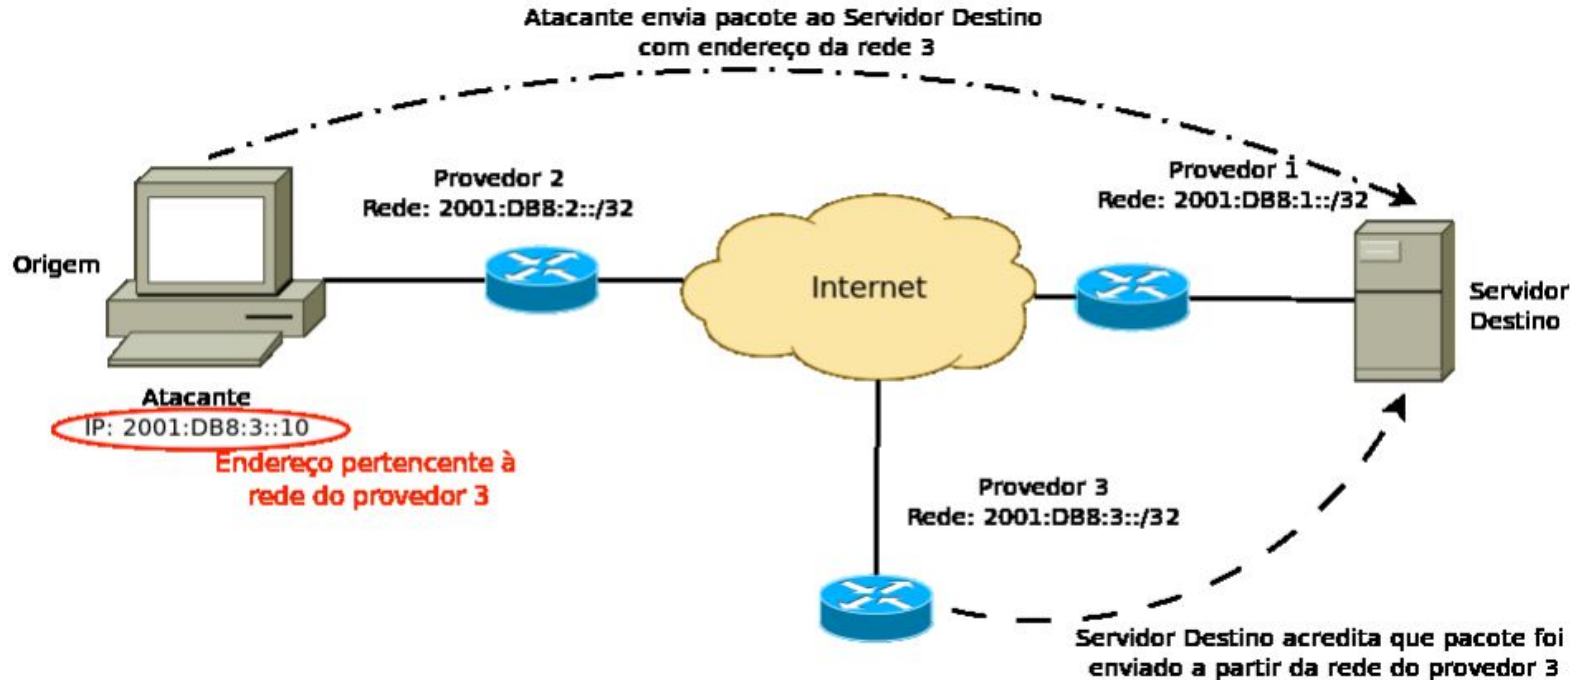 Atacante envia pacote ao Servidor Destino
com endereço da rede 3
Provedor 2
Rede: 2001:DB8:2::/32
Provedor 1
Rede: 2001:DB8:1::/32
Origem
Internet
Servidor
Destino
Atacante
IP: 2001:DB8:3::10
Endereço pertencente à
rede do provedor 3
Provedor 3
Rede: 2001:DB8:3::/32
Servidor Destino acredita que pacote foi
enviado a partir da rede do provedor 3